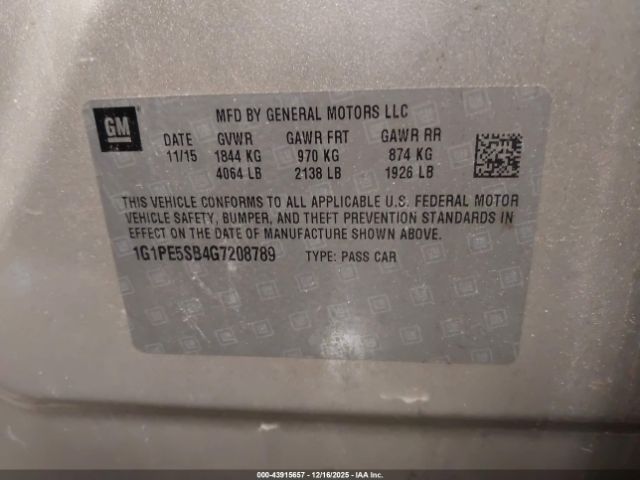 GM
MFD BY GENERAL MOTORS LLC
DATE GVWR GAWR FRT GAWR RR
11/15 1844 KG 970 KG 874 KG
4064 LB 2138 LB 1926 LB
THIS VEHICLE CONFORMS TO ALL APPLICABLE U.S. FEDERAL MOTOR
VEHICLE SAFETY, BUMPER, AND THEFT PREVENTION STANDARDS IN
EFFECT ON THE DATE OF MANUFACTURE SHOWN ABOVE.
1G1PE5SB4G7208789 TYPE: PASS CAR
000-43915657 - 12/16/2025 - IAA Inc.